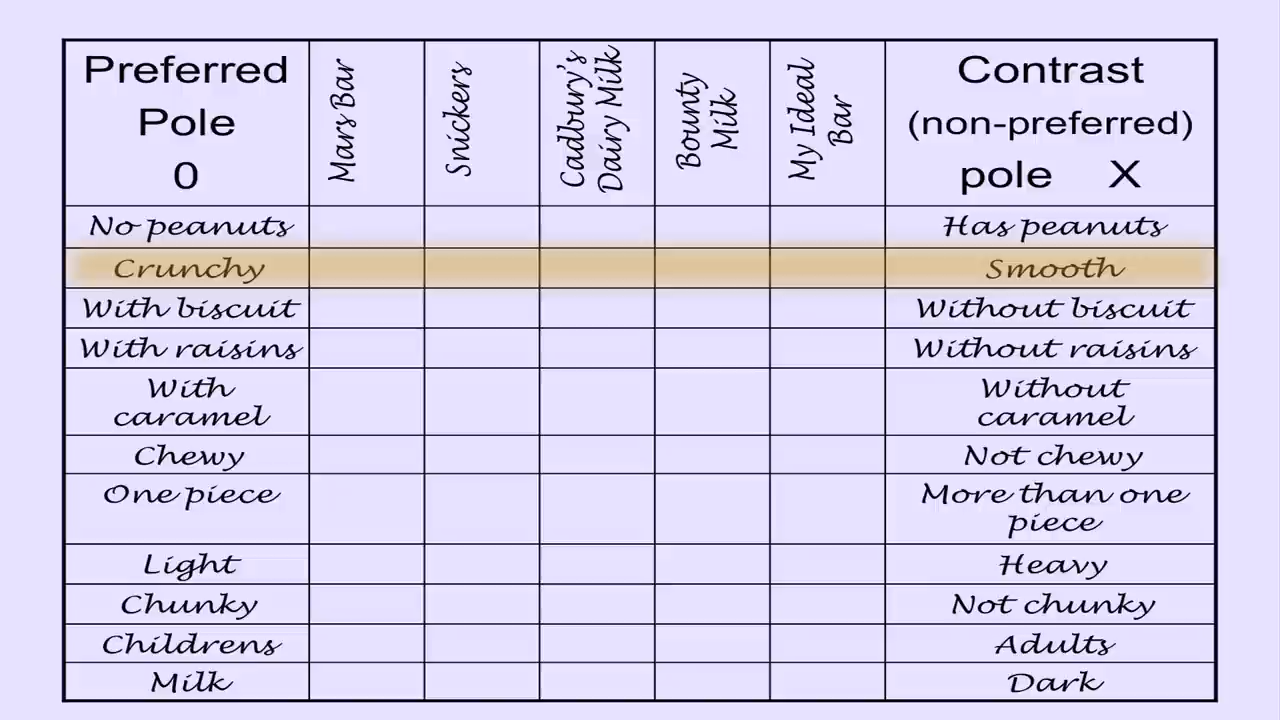 Preferred
Pole
0
Mars Bar
Snickers
Cadbury's
Dairy Milk
Bounty
Milk
My Ideal
Bar
Contrast
(non-preferred)
pole X
No peanuts
Has peanuts
Crunchy
Smooth
With biscuit
Without biscuit
With raisins
Without raisins
With
caramel
Without
caramel
Chewy
Not chewy
One piece
More than one
piece
Light
Heavy
Chunky
Not chunky
Childrens
Adults
Milk
Dark